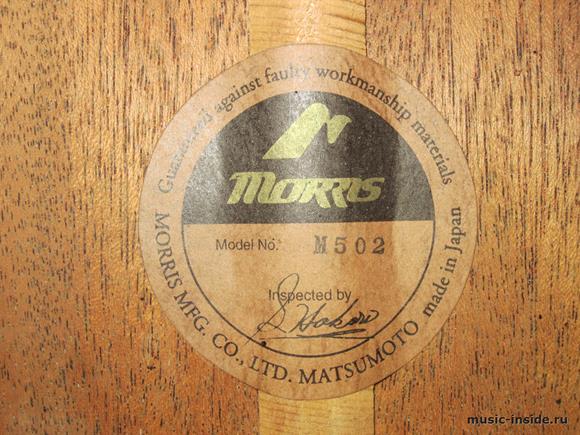 Guaranteed against faulty workmanship materials
MORRIS
Model No. M502
Inspected by
MORRIS MFG. CO., LTD. MATSUMOTO made in Japan
music-inside.ru